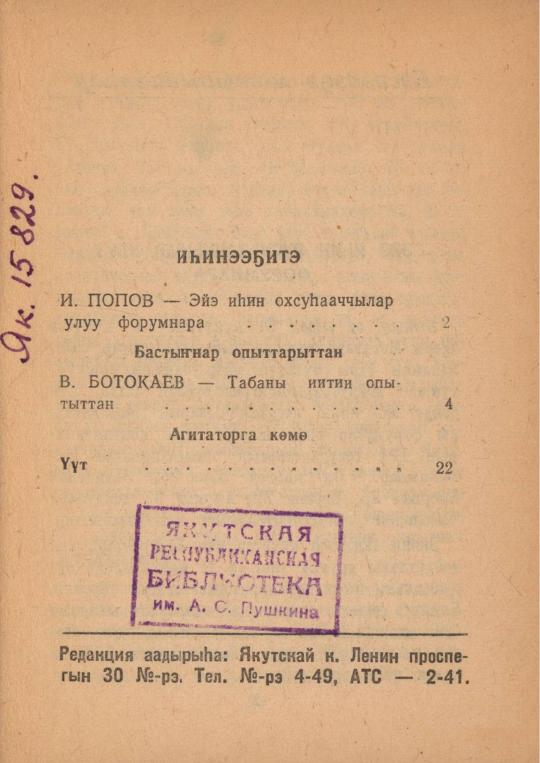 Як. 15829.
ИҺИНЭЭҔИТЭ
И. ПОПОВ — Эйэ иһин охсуһааччылар
улуу форумнара 2
Бастыҥнар опыттарыттан
В. БОТОҚАЕВ — Табаны иитии опы-
тыттан . . . . . . . . 4
Агитаторга көмө
Үүт . . . . . . . . . . 22
ЯКУТСКАЯ
РЕСПУБЛИКАНСКАЯ
БИБЛИОТЕКА
им. А. С. Пушкина
Редакция аадырыһа: Якутскай к. Ленин проспе-
гын 30 №-рэ. Тел. №-рэ 4-49, АТС — 2-41.